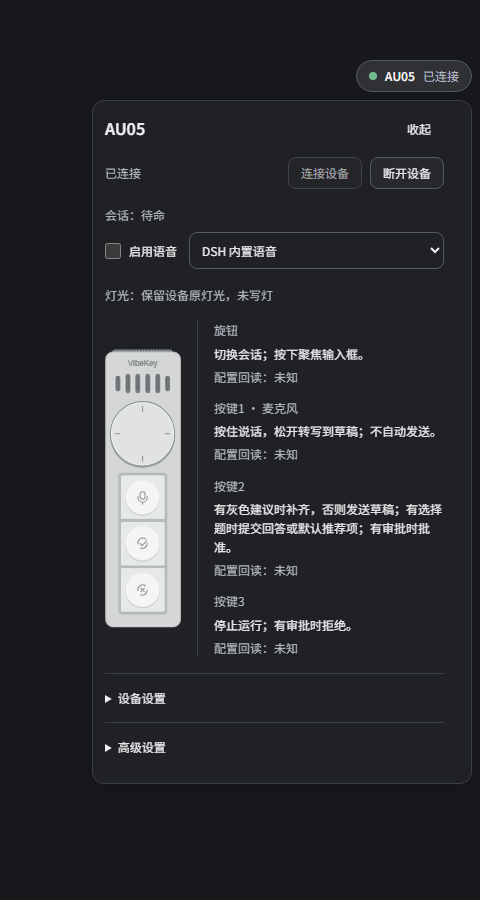 AU05 已连接
AU05
收起
已连接
连接设备
断开设备
会话：待命
启用语音
DSH 内置语音
灯光：保留设备原灯光，未写灯
VibeKey
旋钮
切换会话；按下聚焦输入框。
配置回读：未知
按键1 · 麦克风
按住说话，松开转写到草稿；不自动发送。
配置回读：未知
按键2
有灰色建议时补齐，否则发送草稿；有选择
题时提交回答或默认推荐项；有审批时批
准。
配置回读：未知
按键3
停止运行；有审批时拒绝。
配置回读：未知
设备设置
高级设置